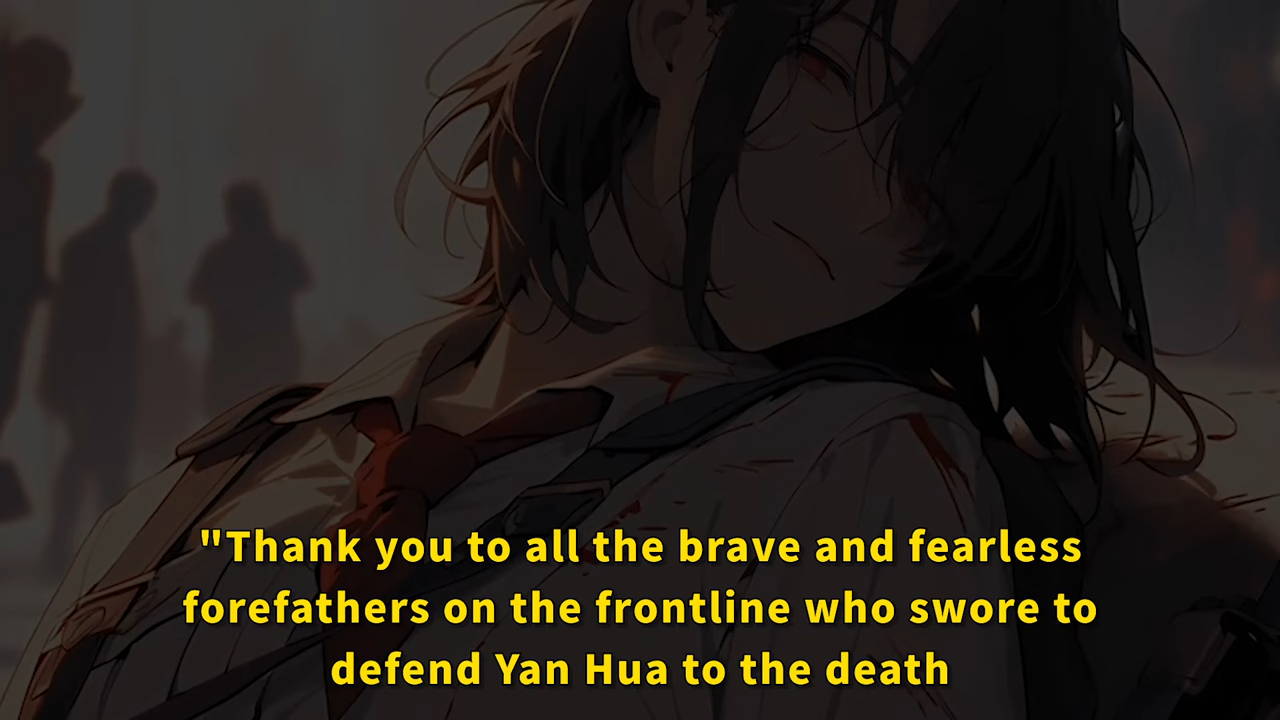 "Thank you to all the brave and fearless
forefathers on the frontline who swore to
defend Yan Hua to the death